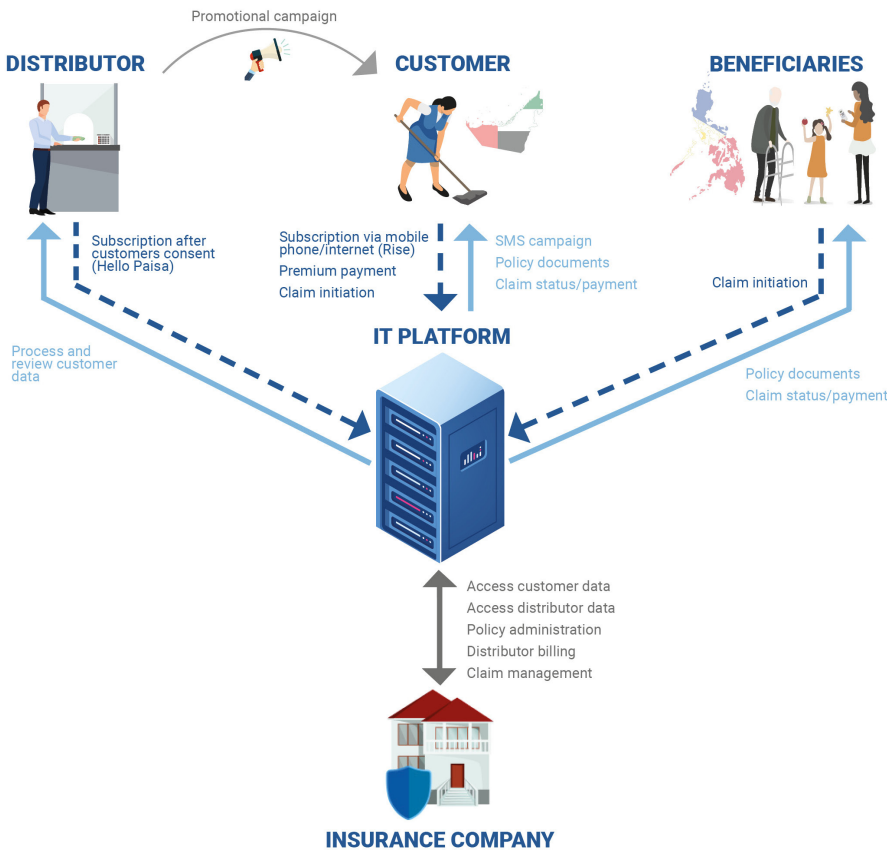 Promotional campaign
DISTRIBUTOR
CUSTOMER
BENEFICIARIES
Subscription after
customers consent
(Hello Paisa)
Process and
review customer
data
Subscription via mobile
phone/internet (Rise)
Premium payment
Claim initiation
SMS campaign
Policy documents
Claim status/payment
Claim initiation
Policy documents
Claim status/payment
IT PLATFORM
Access customer data
Access distributor data
Policy administration
Distributor billing
Claim management
INSURANCE COMPANY